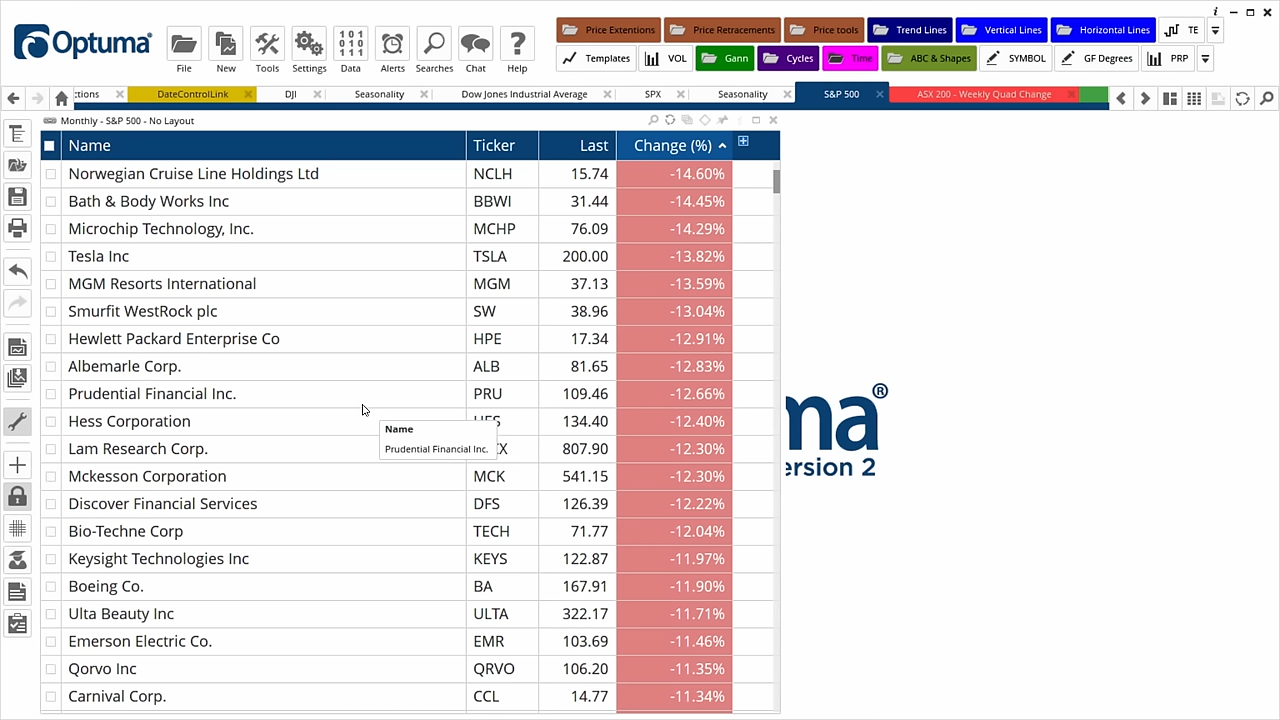 Optuma®
File
New
Tools
Settings
Data
Alerts
Searches
Chat
Help
Price Extentions
Price Retracements
Price tools
Trend Lines
Vertical Lines
Horizontal Lines
TE
Templates
VOL
Gann
Cycles
Time
ABC & Shapes
SYMBOL
GF Degrees
PRP
ctions
DateControlLink
DJI
Seasonality
Dow Jones Industrial Average
SPX
Seasonality
S&P 500
ASX 200 - Weekly Quad Change
Monthly - S&P 500 - No Layout
Name Ticker Last Change (%)
Norwegian Cruise Line Holdings Ltd NCLH 15.74 -14.60%
Bath & Body Works Inc BBWI 31.44 -14.45%
Microchip Technology, Inc. MCHP 76.09 -14.29%
Tesla Inc TSLA 200.00 -13.82%
MGM Resorts International MGM 37.13 -13.59%
Smurfit WestRock plc SW 38.96 -13.04%
Hewlett Packard Enterprise Co HPE 17.34 -12.91%
Albemarle Corp. ALB 81.65 -12.83%
Prudential Financial Inc. PRU 109.46 -12.66%
Hess Corporation HES 134.40 -12.40%
Name
Lam Research Corp. X 807.90 -12.30%
Prudential Financial Inc.
Mckesson Corporation MCK 541.15 -12.30%
Discover Financial Services DFS 126.39 -12.22%
Bio-Techne Corp TECH 71.77 -12.04%
Keysight Technologies Inc KEYS 122.87 -11.97%
Boeing Co. BA 167.91 -11.90%
Ulta Beauty Inc ULTA 322.17 -11.71%
Emerson Electric Co. EMR 103.69 -11.46%
Qorvo Inc QRVO 106.20 -11.35%
Carnival Corp. CCL 14.77 -11.34%
ma®
ersion 2